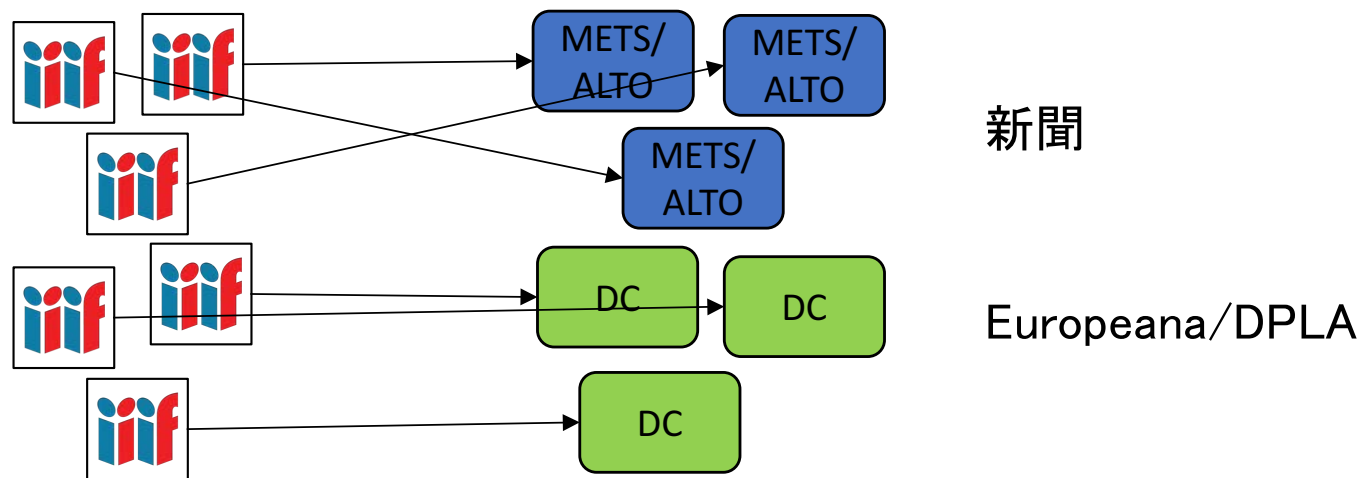 iiif
iiif
METS/
ALTO
METS/
ALTO
新聞
iiif
METS/
ALTO
iiif
iiif
DC
DC
Europeana/DPLA
iiif
DC